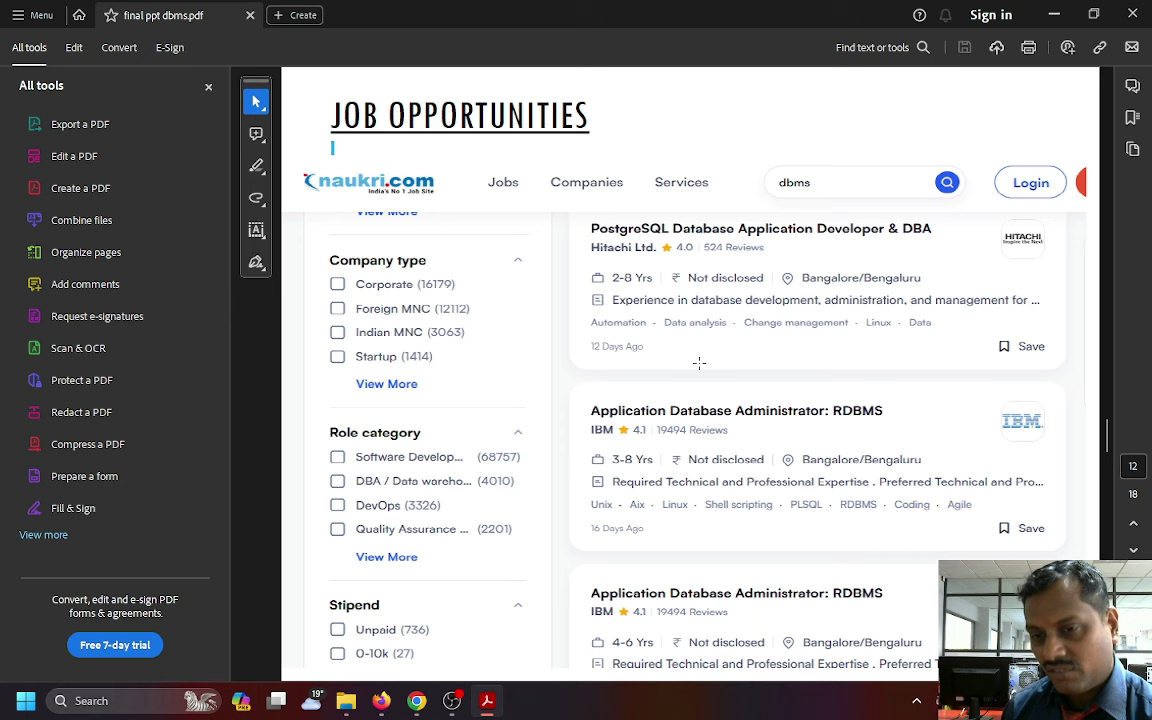 Menu
final ppt dbms.pdf
Create
Sign in
All tools
Edit
Convert
E-Sign
Find text or tools
All tools
Export a PDF
Edit a PDF
Create a PDF
Combine files
Organize pages
Add comments
Request e-signatures
Scan & OCR
Protect a PDF
Redact a PDF
Compress a PDF
Prepare a form
Fill & Sign
View more
Convert, edit and e-sign PDF
forms & agreements.
Free 7-day trial
JOB OPPORTUNITIES
naukri.com
India's No 1 Job Site
Jobs
Companies
Services
dbms
Login
View More
Company type
Corporate (16179)
Foreign MNC (12112)
Indian MNC (3063)
Startup (1414)
View More
Role category
Software Develop... (68757)
DBA / Data wareho... (4010)
DevOps (3326)
Quality Assurance ... (2201)
View More
Stipend
Unpaid (736)
0-10k (27)
PostgreSQL Database Application Developer & DBA
Hitachi Ltd. 4.0 524 Reviews
HITACHI
Inspire the Next
2-8 Yrs Not disclosed Bangalore/Bengaluru
Experience in database development, administration, and management for ...
Automation · Data analysis · Change management · Linux · Data
12 Days Ago
Save
Application Database Administrator: RDBMS
IBM 4.1 19494 Reviews
IBM
3-8 Yrs ₹ Not disclosed Bangalore/Bengaluru
Required Technical and Professional Expertise . Preferred Technical and Pro...
Unix · Aix · Linux · Shell scripting · PLSQL · RDBMS · Coding · Agile
16 Days Ago
Save
Application Database Administrator: RDBMS
IBM 4.1 19494 Reviews
4-6 Yrs ₹ Not disclosed Bangalore/Bengaluru
Required Technical and Professional Expertise . Preferred T
12
18
Search
19°
PRE